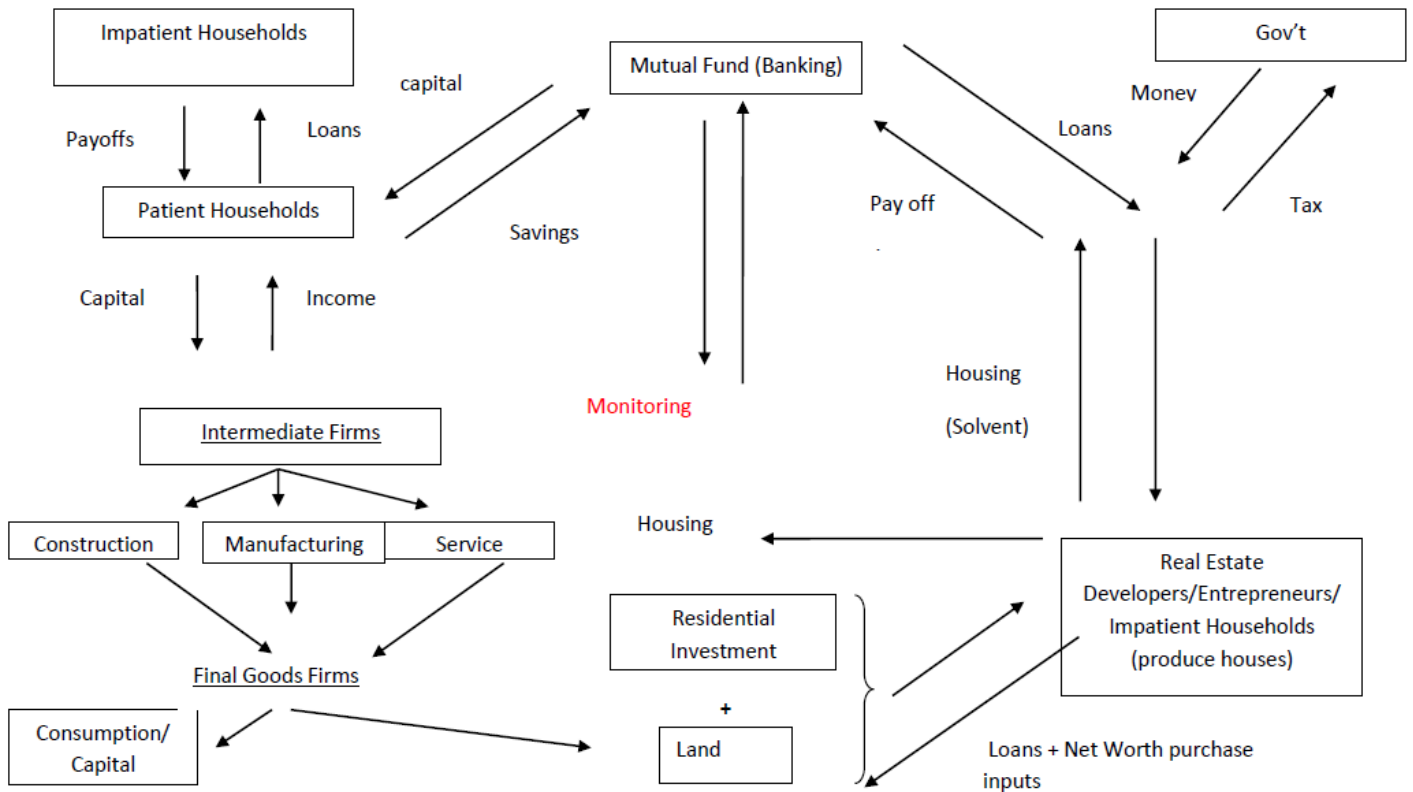 Impatient Households
Gov't
Mutual Fund (Banking)
capital
Money
Payoffs
Loans
Loans
Patient Households
Pay off
Tax
Savings
.
Capital
Income
Housing
(Solvent)
Monitoring
Intermediate Firms
Construction
Manufacturing
Service
Housing
Real Estate
Developers/Entrepreneurs/
Impatient Households
(produce houses)
Residential
Investment
Final Goods Firms
+
Consumption/
Capital
Land
Loans + Net Worth purchase
inputs